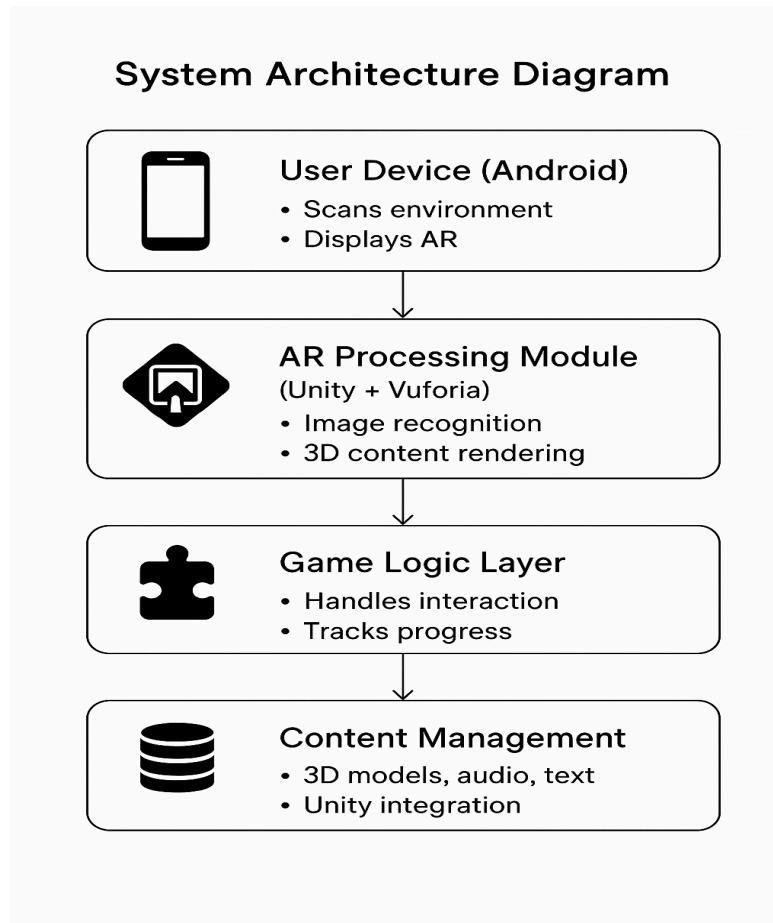 System Architecture Diagram
User Device (Android)
• Scans environment
• Displays AR
AR Processing Module
(Unity + Vuforia)
• Image recognition
• 3D content rendering
Game Logic Layer
• Handles interaction
• Tracks progress
Content Management
• 3D models, audio, text
• Unity integration